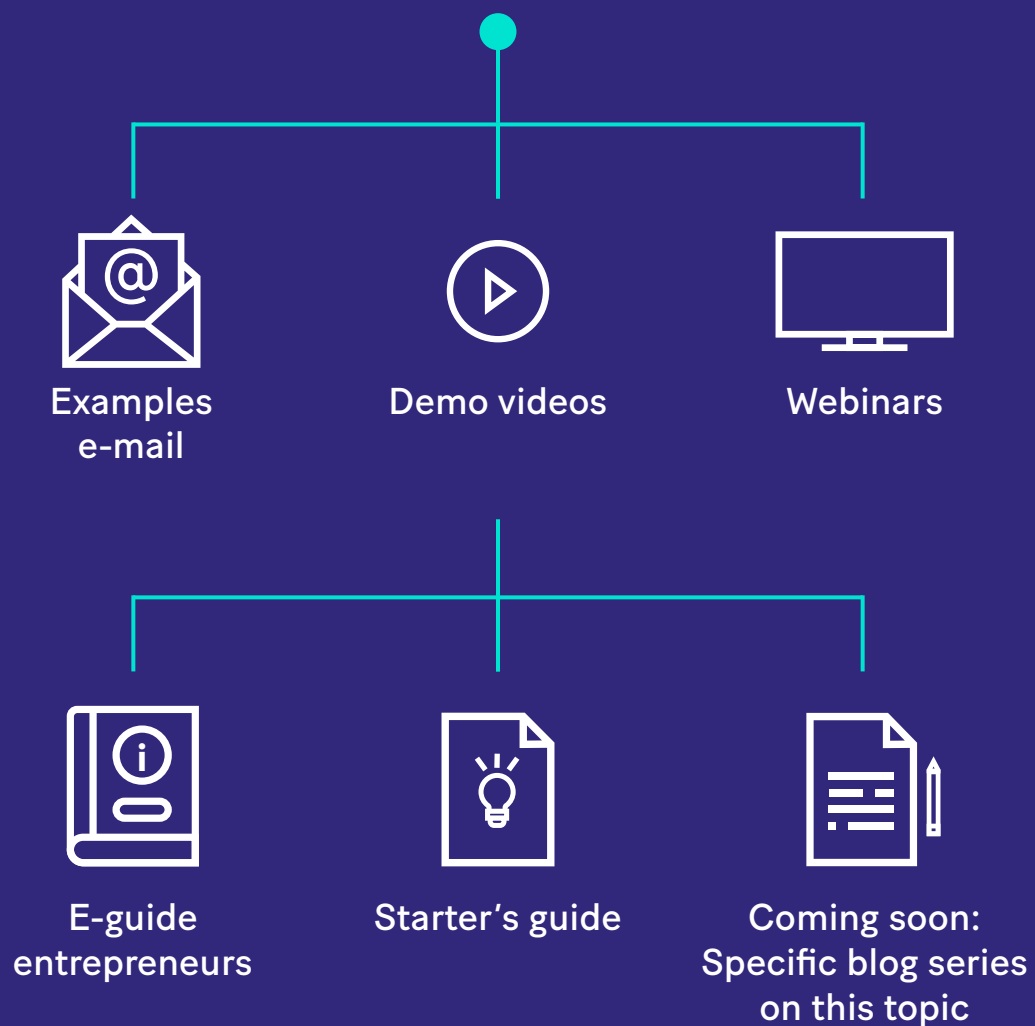 @
Examples
e-mail
Demo videos
Webinars
i
E-guide
entrepreneurs
Starter’s guide
Coming soon:
Specific blog series
on this topic